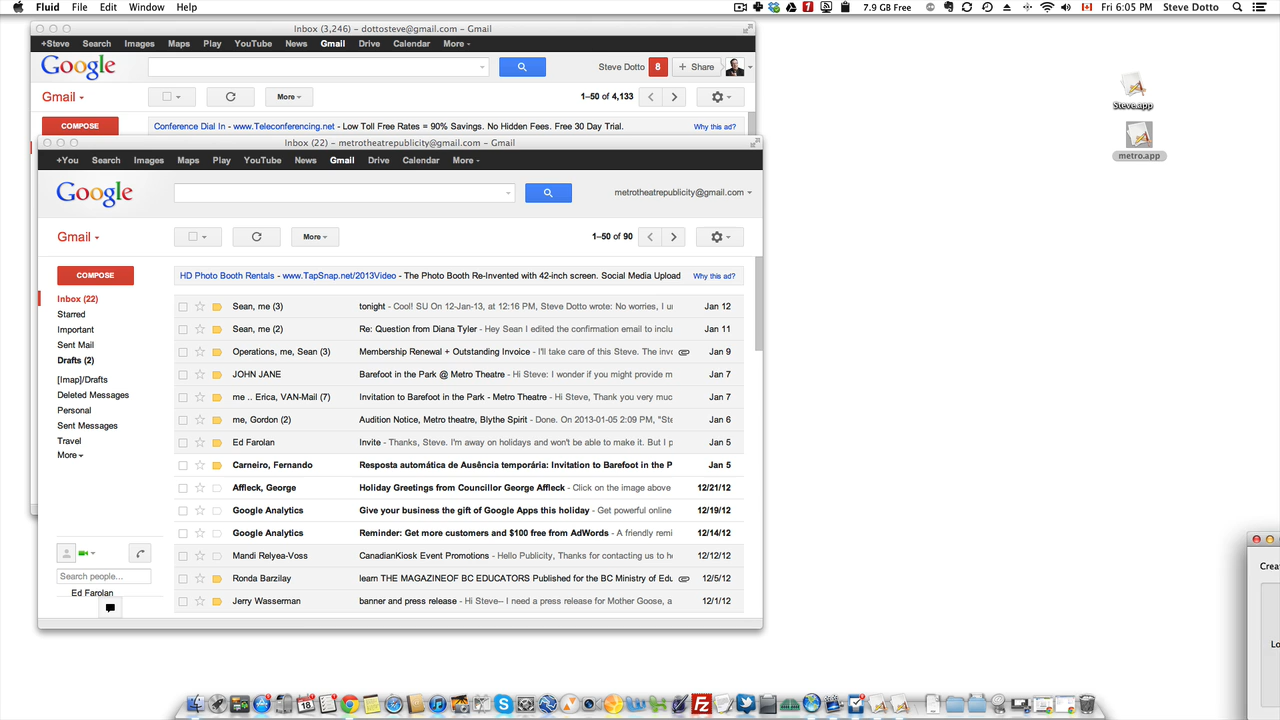 Fluid File Edit Window Help 7.9 GB Free Fri 6:05 PM Steve Dotto
Inbox (3,246) - dottosteve@gmail.com - Gmail
+Steve Search Images Maps Play YouTube News Gmail Drive Calendar More
Google Steve Dotto 8 + Share
Gmail More 1–50 of 4,133
COMPOSE Conference Dial In - www.Teleconferencing.net - Low Toll Free Rates = 90% Savings. No Hidden Fees. Free 30 Day Trial. Why this ad?
Inbox (22) - metrotheatrepublicity@gmail.com - Gmail
+You Search Images Maps Play YouTube News Gmail Drive Calendar More
Google metrotheatrepublicity@gmail.com
Gmail More 1–50 of 90
COMPOSE HD Photo Booth Rentals - www.TapSnap.net/2013Video - The Photo Booth Re-Invented with 42-inch screen. Social Media Upload Why this ad?
Inbox (22)
Starred
Important
Sent Mail
Drafts (2)
[Imap]/Drafts
Deleted Messages
Personal
Sent Messages
Travel
More
Sean, me (3) tonight - Cool! SU On 12-Jan-13, at 12:16 PM, Steve Dotto wrote: No worries, I Jan 12
Sean, me (2) Re: Question from Diana Tyler - Hey Sean I edited the confirmation email to inclu Jan 11
Operations, me, Sean (3) Membership Renewal + Outstanding Invoice - I'll take care of this Steve. The Jan 9
JOHN JANE Barefoot in the Park @ Metro Theatre - Hi Steve: I wonder if you might provide m Jan 7
me .. Erica, VAN-Mail (7) Invitation to Barefoot in the Park - Metro Theatre - Hi Steve, Thank you very muc Jan 7
me, Gordon (2) Audition Notice, Metro theatre, Blythe Spirit - Done. On 2013-01-05 2:09 PM, "Ste Jan 6
Ed Farolan Invite - Thanks, Steve. I'm away on holidays and won't be able to make it. But I p Jan 5
Carneiro, Fernando Resposta automática de Ausência temporária: Invitation to Barefoot in the P Jan 5
Affleck, George Holiday Greetings from Councillor George Affleck - Click on the image above 12/21/12
Google Analytics Give your business the gift of Google Apps this holiday - Get powerful online 12/19/12
Google Analytics Reminder: Get more customers and $100 free from AdWords - A friendly remi 12/14/12
Mandi Relyea-Voss CanadianKiosk Event Promotions - Hello Publicity, Thanks for contacting us to he 12/12/12
Ronda Barzilay learn THE MAGAZINEOF BC EDUCATORS Published for the BC Ministry of Edu 12/5/12
Jerry Wasserman banner and press release - Hi Steve-- I need a press release for Mother Goose, a 12/1/12
Search people...
Ed Farolan
Steve.app
metro.app
Crea
Lo
18